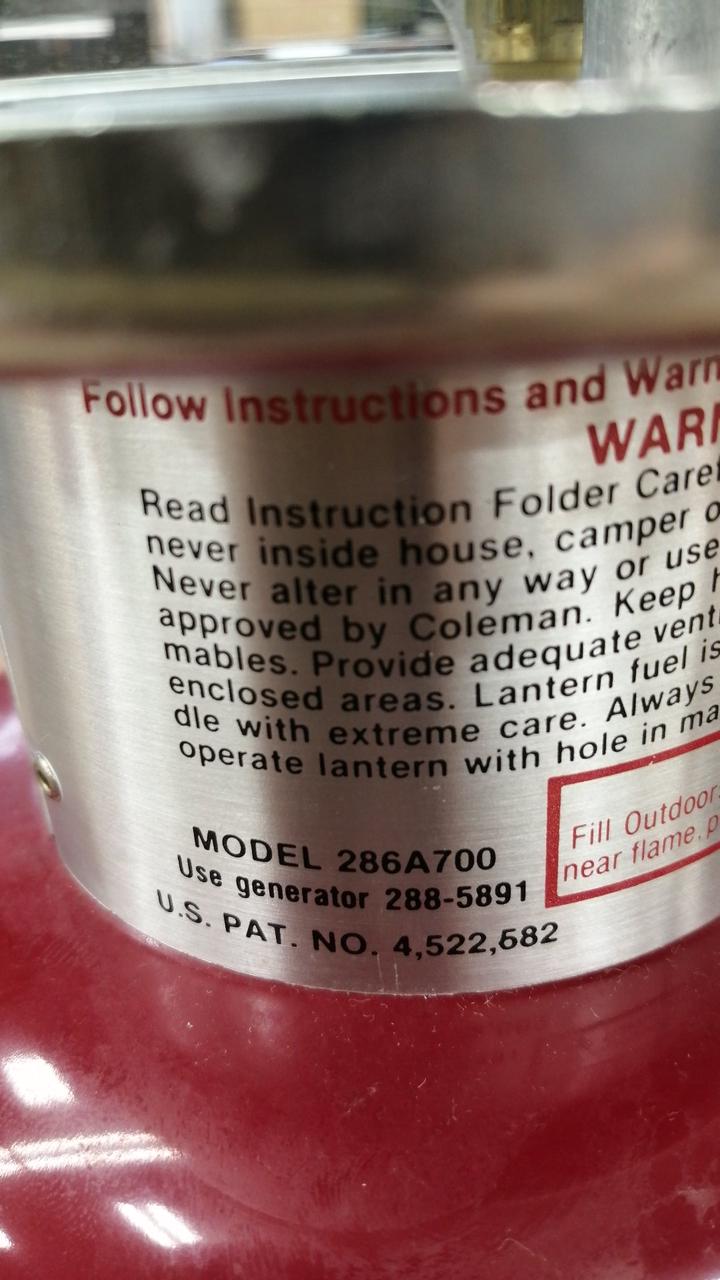 Follow Instructions and Warn
WARN
Read Instruction Folder Caref
never inside house, camper o
Never alter in any way or use
approved by Coleman. Keep h
mables. Provide adequate venti
enclosed areas. Lantern fuel is
dle with extreme care. Always
operate lantern with hole in ma
Fill Outdoor
near flame, p
MODEL 286A700
Use generator 288-5891
U.S. PAT. NO. 4,522,582